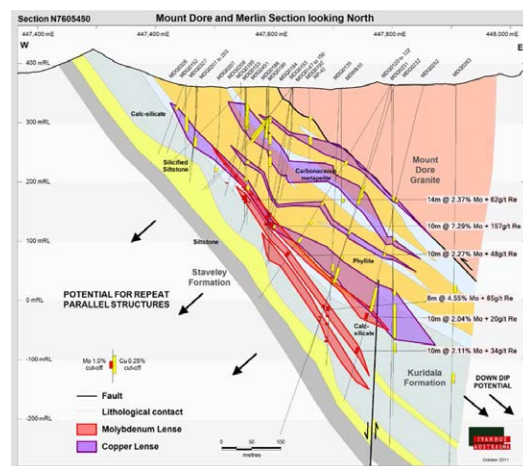 Section N7605450
Mount Dore and Merlin Section looking North
447,400 mE
447,600 mE
447,800 mE
448,000 mE
W
E
400 mRL
300 mRL
200 mRL
100 mRL
0 mRL
-100 mRL
-200 mRL
Calc-silicate
Silicified
Siltstone
Siltstone
Staveley
Formation
Carbonaceous
metapelite
Mount
Dore
Granite
Phyllite
Calc-
silicate
Kuridala
Formation
14m @ 2.37% Mo + 62g/t Re
10m @ 7.29% Mo + 157g/t Re
10m @ 2.27% Mo + 48g/t Re
8m @ 4.55% Mo + 85g/t Re
10m @ 2.04% Mo + 20g/t Re
10m @ 2.11% Mo + 34g/t Re
POTENTIAL FOR REPEAT
PARALLEL STRUCTURES
Mo 1.0%
cut-off
Cu 0.25%
cut-off
Fault
Lithological contact
Molybdenum Lense
Copper Lense
0
50
100
metres
DOWN DIP
POTENTIAL
IVANHOE
AUSTRALIA
October 2011